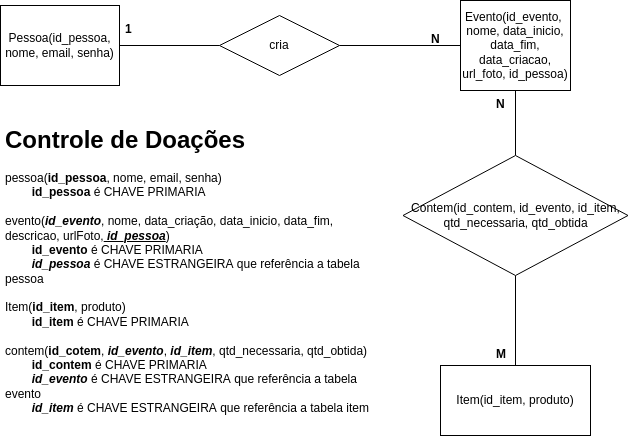 Pessoa(id_pessoa,
nome, email, senha)
1
cria
N
Evento(id_evento,
nome, data_inicio,
data_fim,
data_criacao,
url_foto, id_pessoa)
N
Contem(id_contem, id_evento, id_item,
qtd_necessaria, qtd_obtida
M
Item(id_item, produto)
Controle de Doações
pessoa(id_pessoa, nome, email, senha)
id_pessoa é CHAVE PRIMARIA
evento(id_evento, nome, data_criação, data_inicio, data_fim,
descricao, urlFoto, id_pessoa)
id_evento é CHAVE PRIMARIA
id_pessoa é CHAVE ESTRANGEIRA que referência a tabela
pessoa
Item(id_item, produto)
id_item é CHAVE PRIMARIA
contem(id_cotem, id_evento, id_item, qtd_necessaria, qtd_obtida)
id_contem é CHAVE PRIMARIA
id_evento é CHAVE ESTRANGEIRA que referência a tabela
evento
id_item é CHAVE ESTRANGEIRA que referência a tabela item